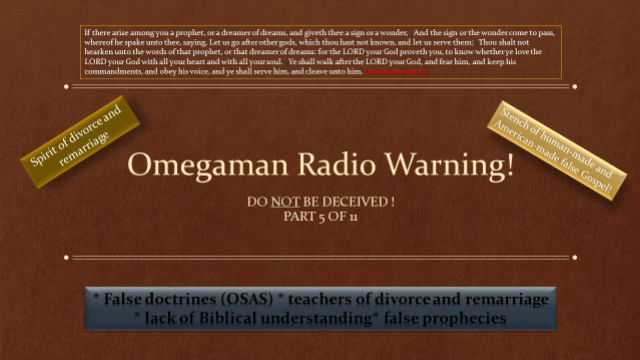 If there arise among you a prophet, or a dreamer of dreams, and giveth thee a sign or a wonder, And the sign or the wonder come to pass,
whereof he spake unto thee, saying, Let us go after other gods, which thou hast not known, and let us serve them; Thou shalt not
hearken unto the words of that prophet, or that dreamer of dreams: for the LORD your God proveth you, to know whether ye love the
LORD your God with all your heart and with all your soul. Ye shall walk after the LORD your God, and fear him, and keep his
commandments, and obey his voice, and ye shall serve him, and cleave unto him.
Spirit of divorce and
remarriage
Stench of human-made and
American-made false Gospel!
Omegaman Radio Warning!
DO NOT BE DECEIVED !
PART 5 OF 11
* False doctrines (OSAS) * teachers of divorce and remarriage
* lack of Biblical understanding* false prophecies